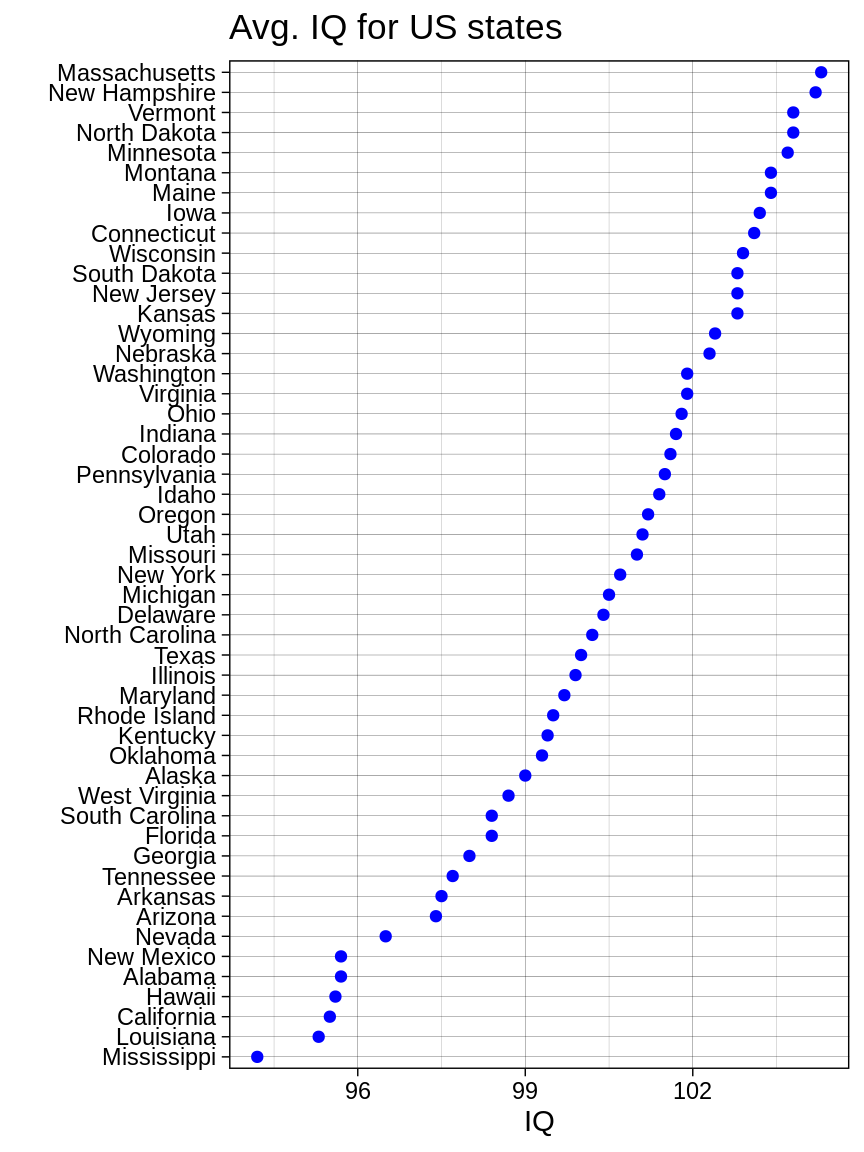 Avg. IQ for US states
Massachusetts
New Hampshire
Vermont
North Dakota
Minnesota
Montana
Maine
Iowa
Connecticut
Wisconsin
South Dakota
New Jersey
Kansas
Wyoming
Nebraska
Washington
Virginia
Ohio
Indiana
Colorado
Pennsylvania
Idaho
Oregon
Utah
Missouri
New York
Michigan
Delaware
North Carolina
Texas
Illinois
Maryland
Rhode Island
Kentucky
Oklahoma
Alaska
West Virginia
South Carolina
Florida
Georgia
Tennessee
Arkansas
Arizona
Nevada
New Mexico
Alabama
Hawaii
California
Louisiana
Mississippi
96 99 102
IQ